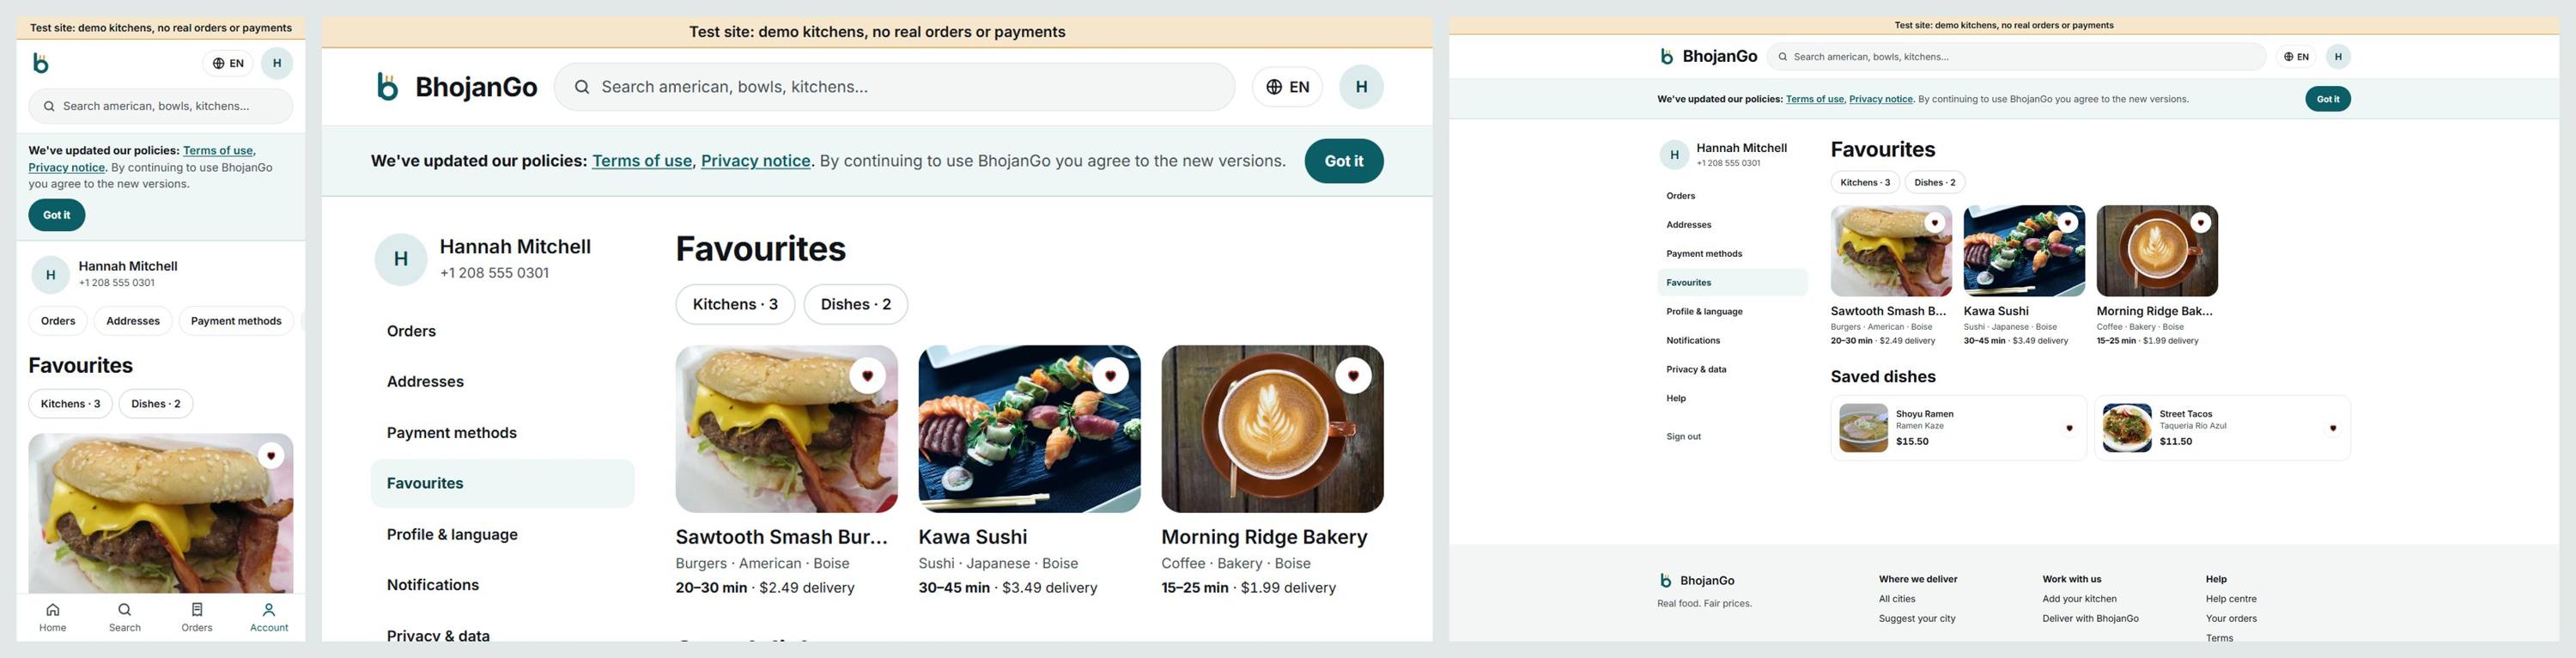 Test site: demo kitchens, no real orders or payments
EN
H
Search american, bowls, kitchens...
We've updated our policies: Terms of use,
Privacy notice. By continuing to use BhojanGo
you agree to the new versions.
Got it
H
Hannah Mitchell
+1 208 555 0301
Orders
Addresses
Payment methods
Favourites
Kitchens · 3
Dishes · 2
Home
Search
Orders
Account
Test site: demo kitchens, no real orders or payments
BhojanGo
Search american, bowls, kitchens...
EN
H
We've updated our policies: Terms of use, Privacy notice. By continuing to use BhojanGo you agree to the new versions.
Got it
H
Hannah Mitchell
+1 208 555 0301
Orders
Addresses
Payment methods
Favourites
Profile & language
Notifications
Privacy & data
Favourites
Kitchens · 3
Dishes · 2
Sawtooth Smash Bur...
Burgers · American · Boise
20–30 min · $2.49 delivery
Kawa Sushi
Sushi · Japanese · Boise
30–45 min · $3.49 delivery
Morning Ridge Bakery
Coffee · Bakery · Boise
15–25 min · $1.99 delivery
Test site: demo kitchens, no real orders or payments
BhojanGo
Search american, bowls, kitchens...
EN
H
We've updated our policies: Terms of use, Privacy notice. By continuing to use BhojanGo you agree to the new versions.
Got it
H
Hannah Mitchell
+1 208 555 0301
Orders
Addresses
Payment methods
Favourites
Profile & language
Notifications
Privacy & data
Help
Sign out
Favourites
Kitchens · 3
Dishes · 2
Sawtooth Smash B...
Burgers · American · Boise
20–30 min · $2.49 delivery
Kawa Sushi
Sushi · Japanese · Boise
30–45 min · $3.49 delivery
Morning Ridge Bak...
Coffee · Bakery · Boise
15–25 min · $1.99 delivery
Saved dishes
Shoyu Ramen
Ramen Kaze
$15.50
Street Tacos
Taqueria Rio Azul
$11.50
BhojanGo
Real food. Fair prices.
Where we deliver
All cities
Suggest your city
Work with us
Add your kitchen
Deliver with BhojanGo
Help
Help centre
Your orders
Terms